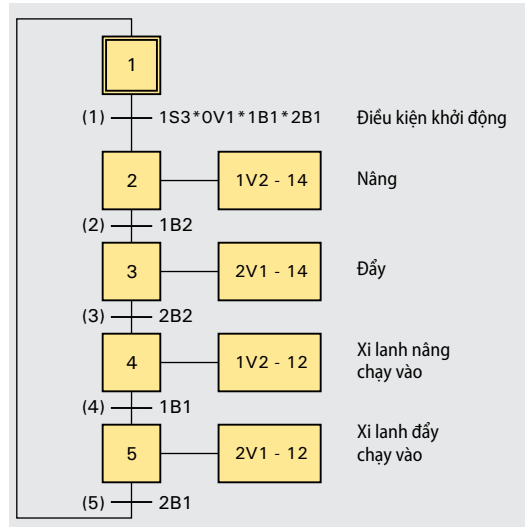 1
(1) 1S3*0V1*1B1*2B1 Điều kiện khởi động
2 1V2 - 14 Nâng
(2) 1B2
3 2V1 - 14 Đẩy
(3) 2B2
4 1V2 - 12 Xi lanh nâng
chạy vào
(4) 1B1
5 2V1 - 12 Xi lanh đẩy
chạy vào
(5) 2B1